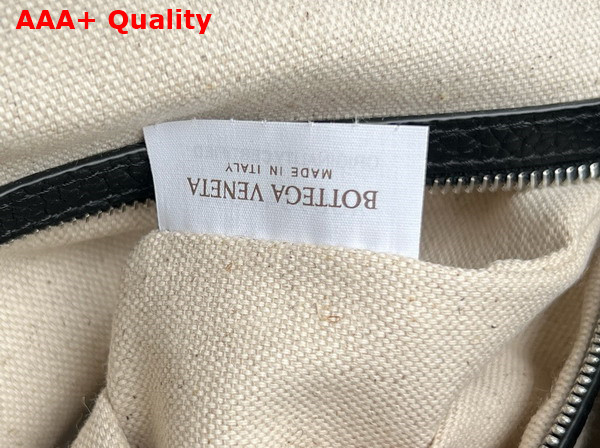 AAA+ Quality
BOTTEGA VENETA
MADE IN ITALY